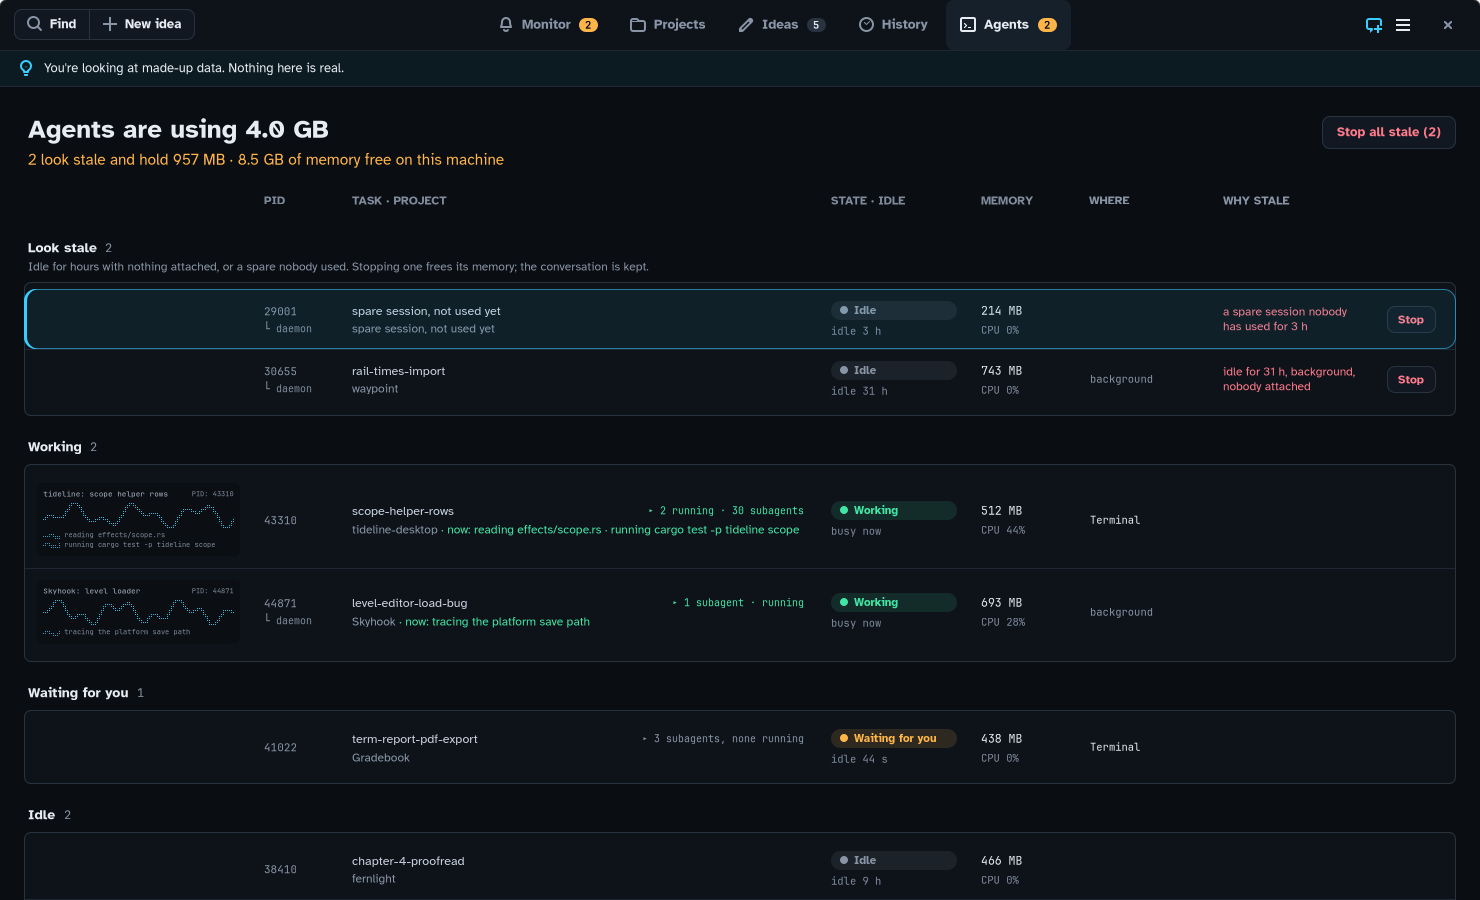 Find
New idea
Monitor 2
Projects
Ideas 5
History
Agents 2
You're looking at made-up data. Nothing here is real.
Agents are using 4.0 GB
Stop all stale (2)
2 look stale and hold 957 MB · 8.5 GB of memory free on this machine
PID TASK · PROJECT STATE · IDLE MEMORY WHERE WHY STALE
Look stale 2
Idle for hours with nothing attached, or a spare nobody used. Stopping one frees its memory; the conversation is kept.
29001
└ daemon
spare session, not used yet
spare session, not used yet
Idle
idle 3 h
214 MB
CPU 0%
a spare session nobody
has used for 3 h
Stop
30655
└ daemon
rail-times-import
waypoint
Idle
idle 31 h
743 MB
CPU 0%
background
idle for 31 h, background,
nobody attached
Stop
Working 2
tideline: scope helper rows PID: 43310
reading effects/scope.rs
running cargo test -p tideline scope
43310
scope-helper-rows
▸ 2 running · 30 subagents
tideline-desktop · now: reading effects/scope.rs · running cargo test -p tideline scope
Working
busy now
512 MB
CPU 44%
Terminal
Skyhook: level loader PID: 44871
tracing the platform save path
44871
└ daemon
level-editor-load-bug
▸ 1 subagent · running
Skyhook · now: tracing the platform save path
Working
busy now
693 MB
CPU 28%
background
Waiting for you 1
41022
term-report-pdf-export
▸ 3 subagents, none running
Gradebook
Waiting for you
idle 44 s
438 MB
CPU 0%
Terminal
Idle 2
38410
chapter-4-proofread
fernlight
Idle
idle 9 h
466 MB
CPU 0%